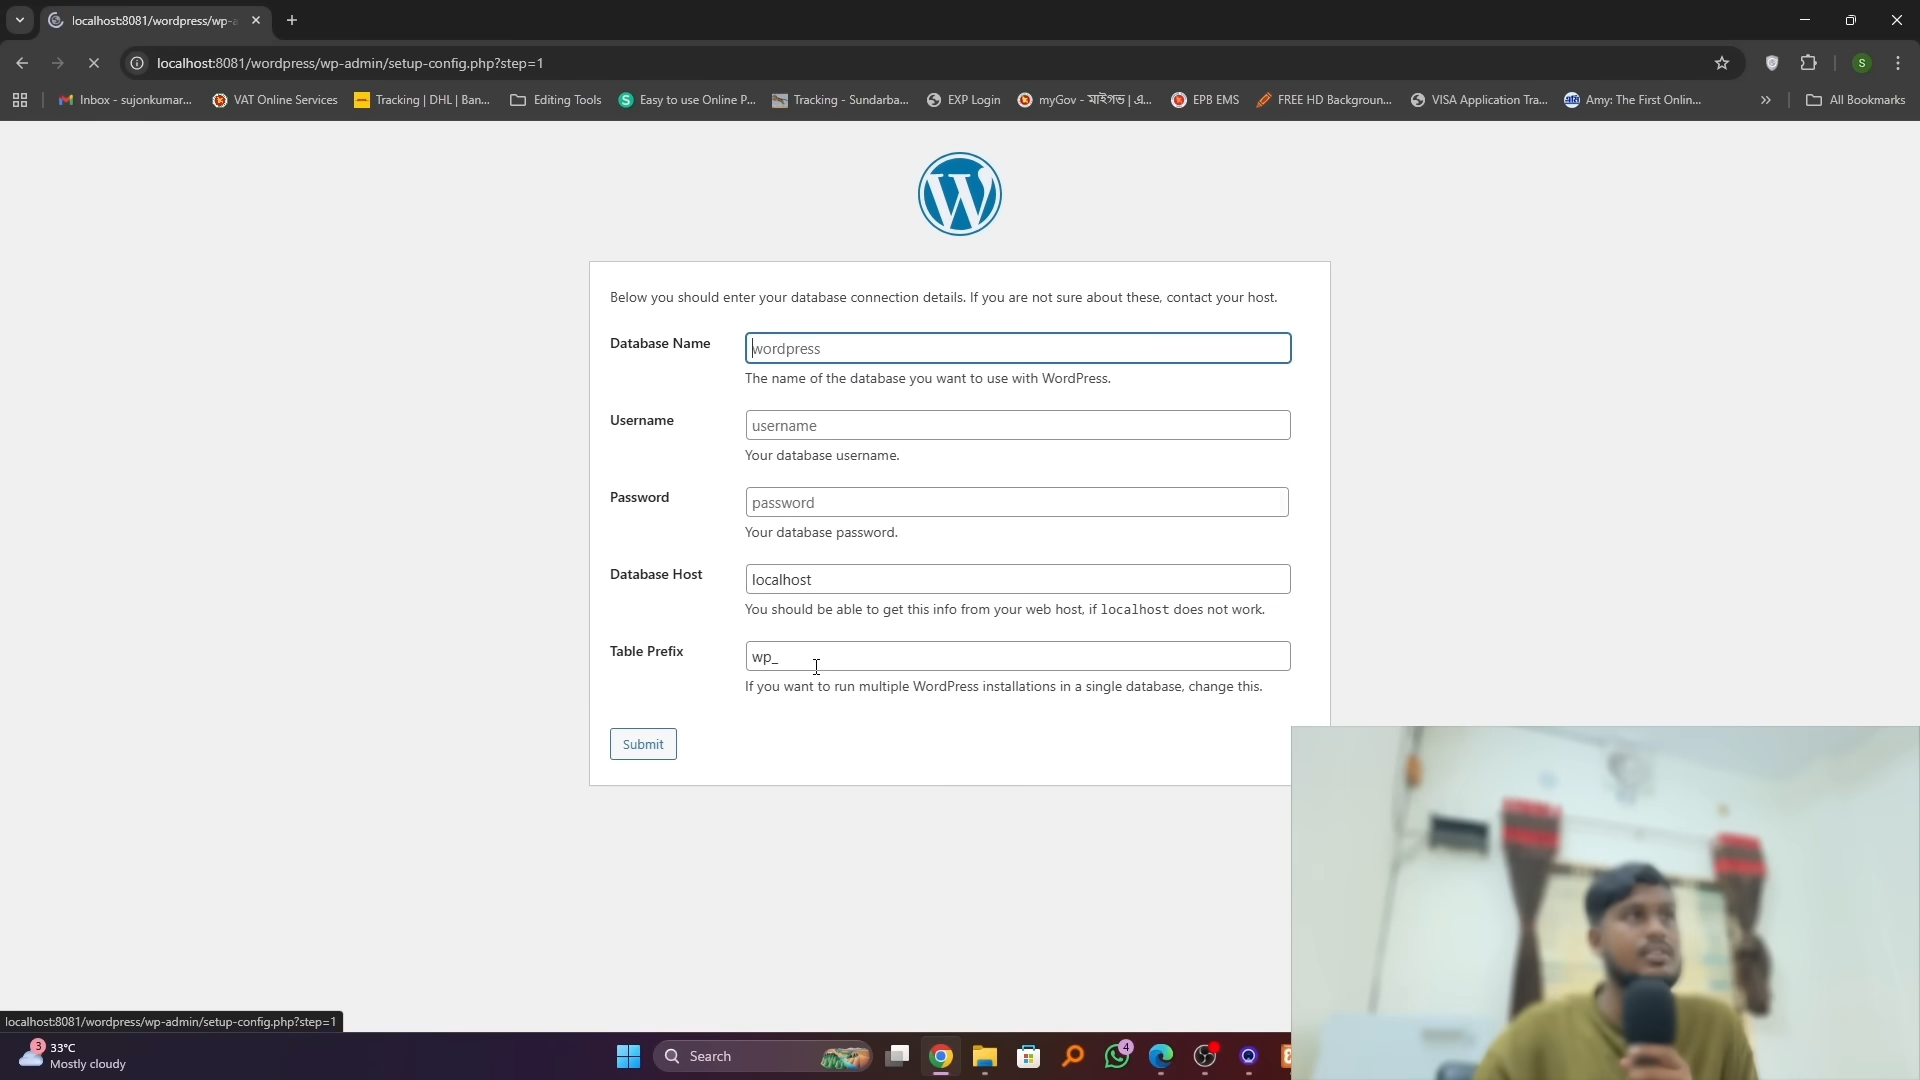 localhost:8081/wordpress/wp-a
localhost:8081/wordpress/wp-admin/setup-config.php?step=1
S
Inbox - sujonkumar...
VAT Online Services
Tracking | DHL | Ban...
Editing Tools
Easy to use Online P...
Tracking - Sundarba...
EXP Login
myGov - মাইগভ | এ...
EPB EMS
FREE HD Backgroun...
VISA Application Tra...
Amy: The First Onlin...
All Bookmarks
Below you should enter your database connection details. If you are not sure about these, contact your host.
Database Name
wordpress
The name of the database you want to use with WordPress.
Username
username
Your database username.
Password
password
Your database password.
Database Host
localhost
You should be able to get this info from your web host, if localhost does not work.
Table Prefix
wp_
If you want to run multiple WordPress installations in a single database, change this.
Submit
localhost:8081/wordpress/wp-admin/setup-config.php?step=1
3
33°C
Mostly cloudy
Search
4